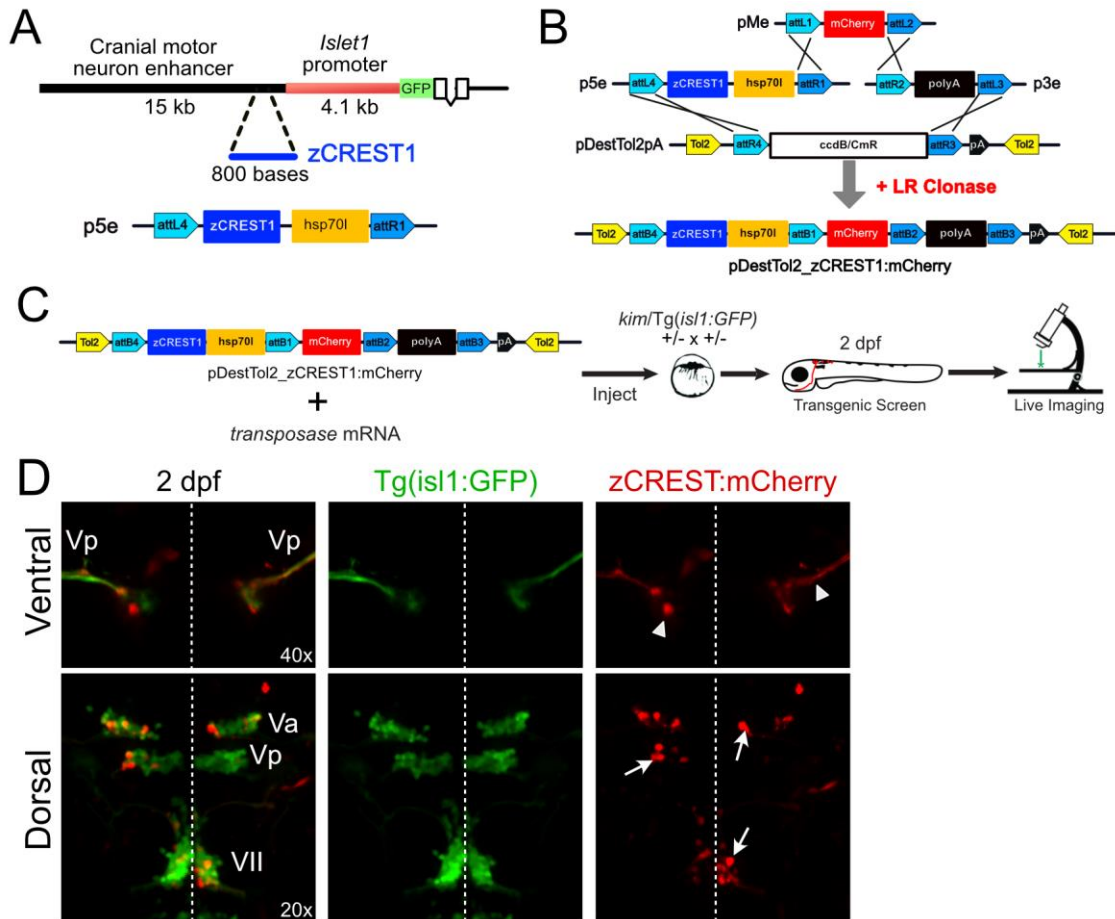 A
Cranial motor
neuron enhancer
Islet1
promoter
GFP
15 kb
4.1 kb
zCREST1
800 bases
p5e
attL4 zCREST1 hsp70l attR1
B
pMe attL1 mCherry attL2
p5e attL4 zCREST1 hsp70l attR1 attR2 polyA attL3 p3e
pDestTol2pA Tol2 attR4 ccdB/CmR attR3 pA Tol2
+ LR Clonase
Tol2 attB4 zCREST1 hsp70l attB1 mCherry attB2 polyA attB3 pA Tol2
pDestTol2_zCREST1:mCherry
C
Tol2 attB4 zCREST1 hsp70l attB1 mCherry attB2 polyA attB3 pA Tol2
pDestTol2_zCREST1:mCherry
+
transposase mRNA
Inject
kim/Tg(isl1:GFP)
+/- x +/-
2 dpf
Transgenic Screen
Live Imaging
D
2 dpf Tg(isl1:GFP) zCREST:mCherry
Ventral
Vp Vp
40x
Dorsal
Va
Vp
VII
20x